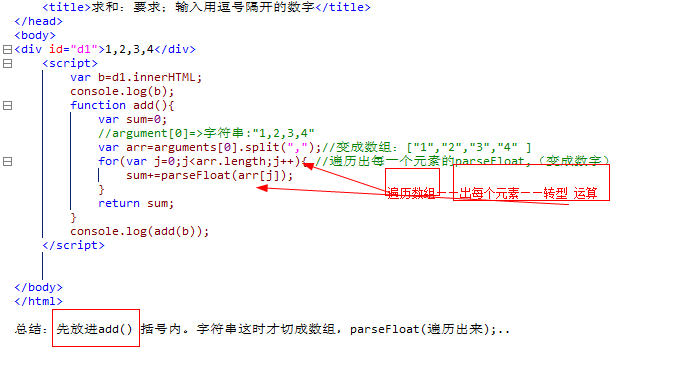 <title>求和：要求；输入用逗号隔开的数字</title>
</head>
<body>
<div id="d1">1,2,3,4</div>
<script>
var b=d1.innerHTML;
console.log(b);
function add(){
var sum=0;
//argument[0]=>字符串:"1,2,3,4"
var arr=arguments[0].split(",");//变成数组：["1","2","3","4" ]
for(var j=0;j<arr.length;j++){ //遍历出每一个元素的parseFloat,（变成数字）
sum+=parseFloat(arr[j]);
遍历数组－－出每个元素－－转型 运算
}
return sum;
}
console.log(add(b));
</script>
</body>
</html>
总结：先放进add() 括号内。字符串这时才切成数组，parseFloat(遍历出来);..